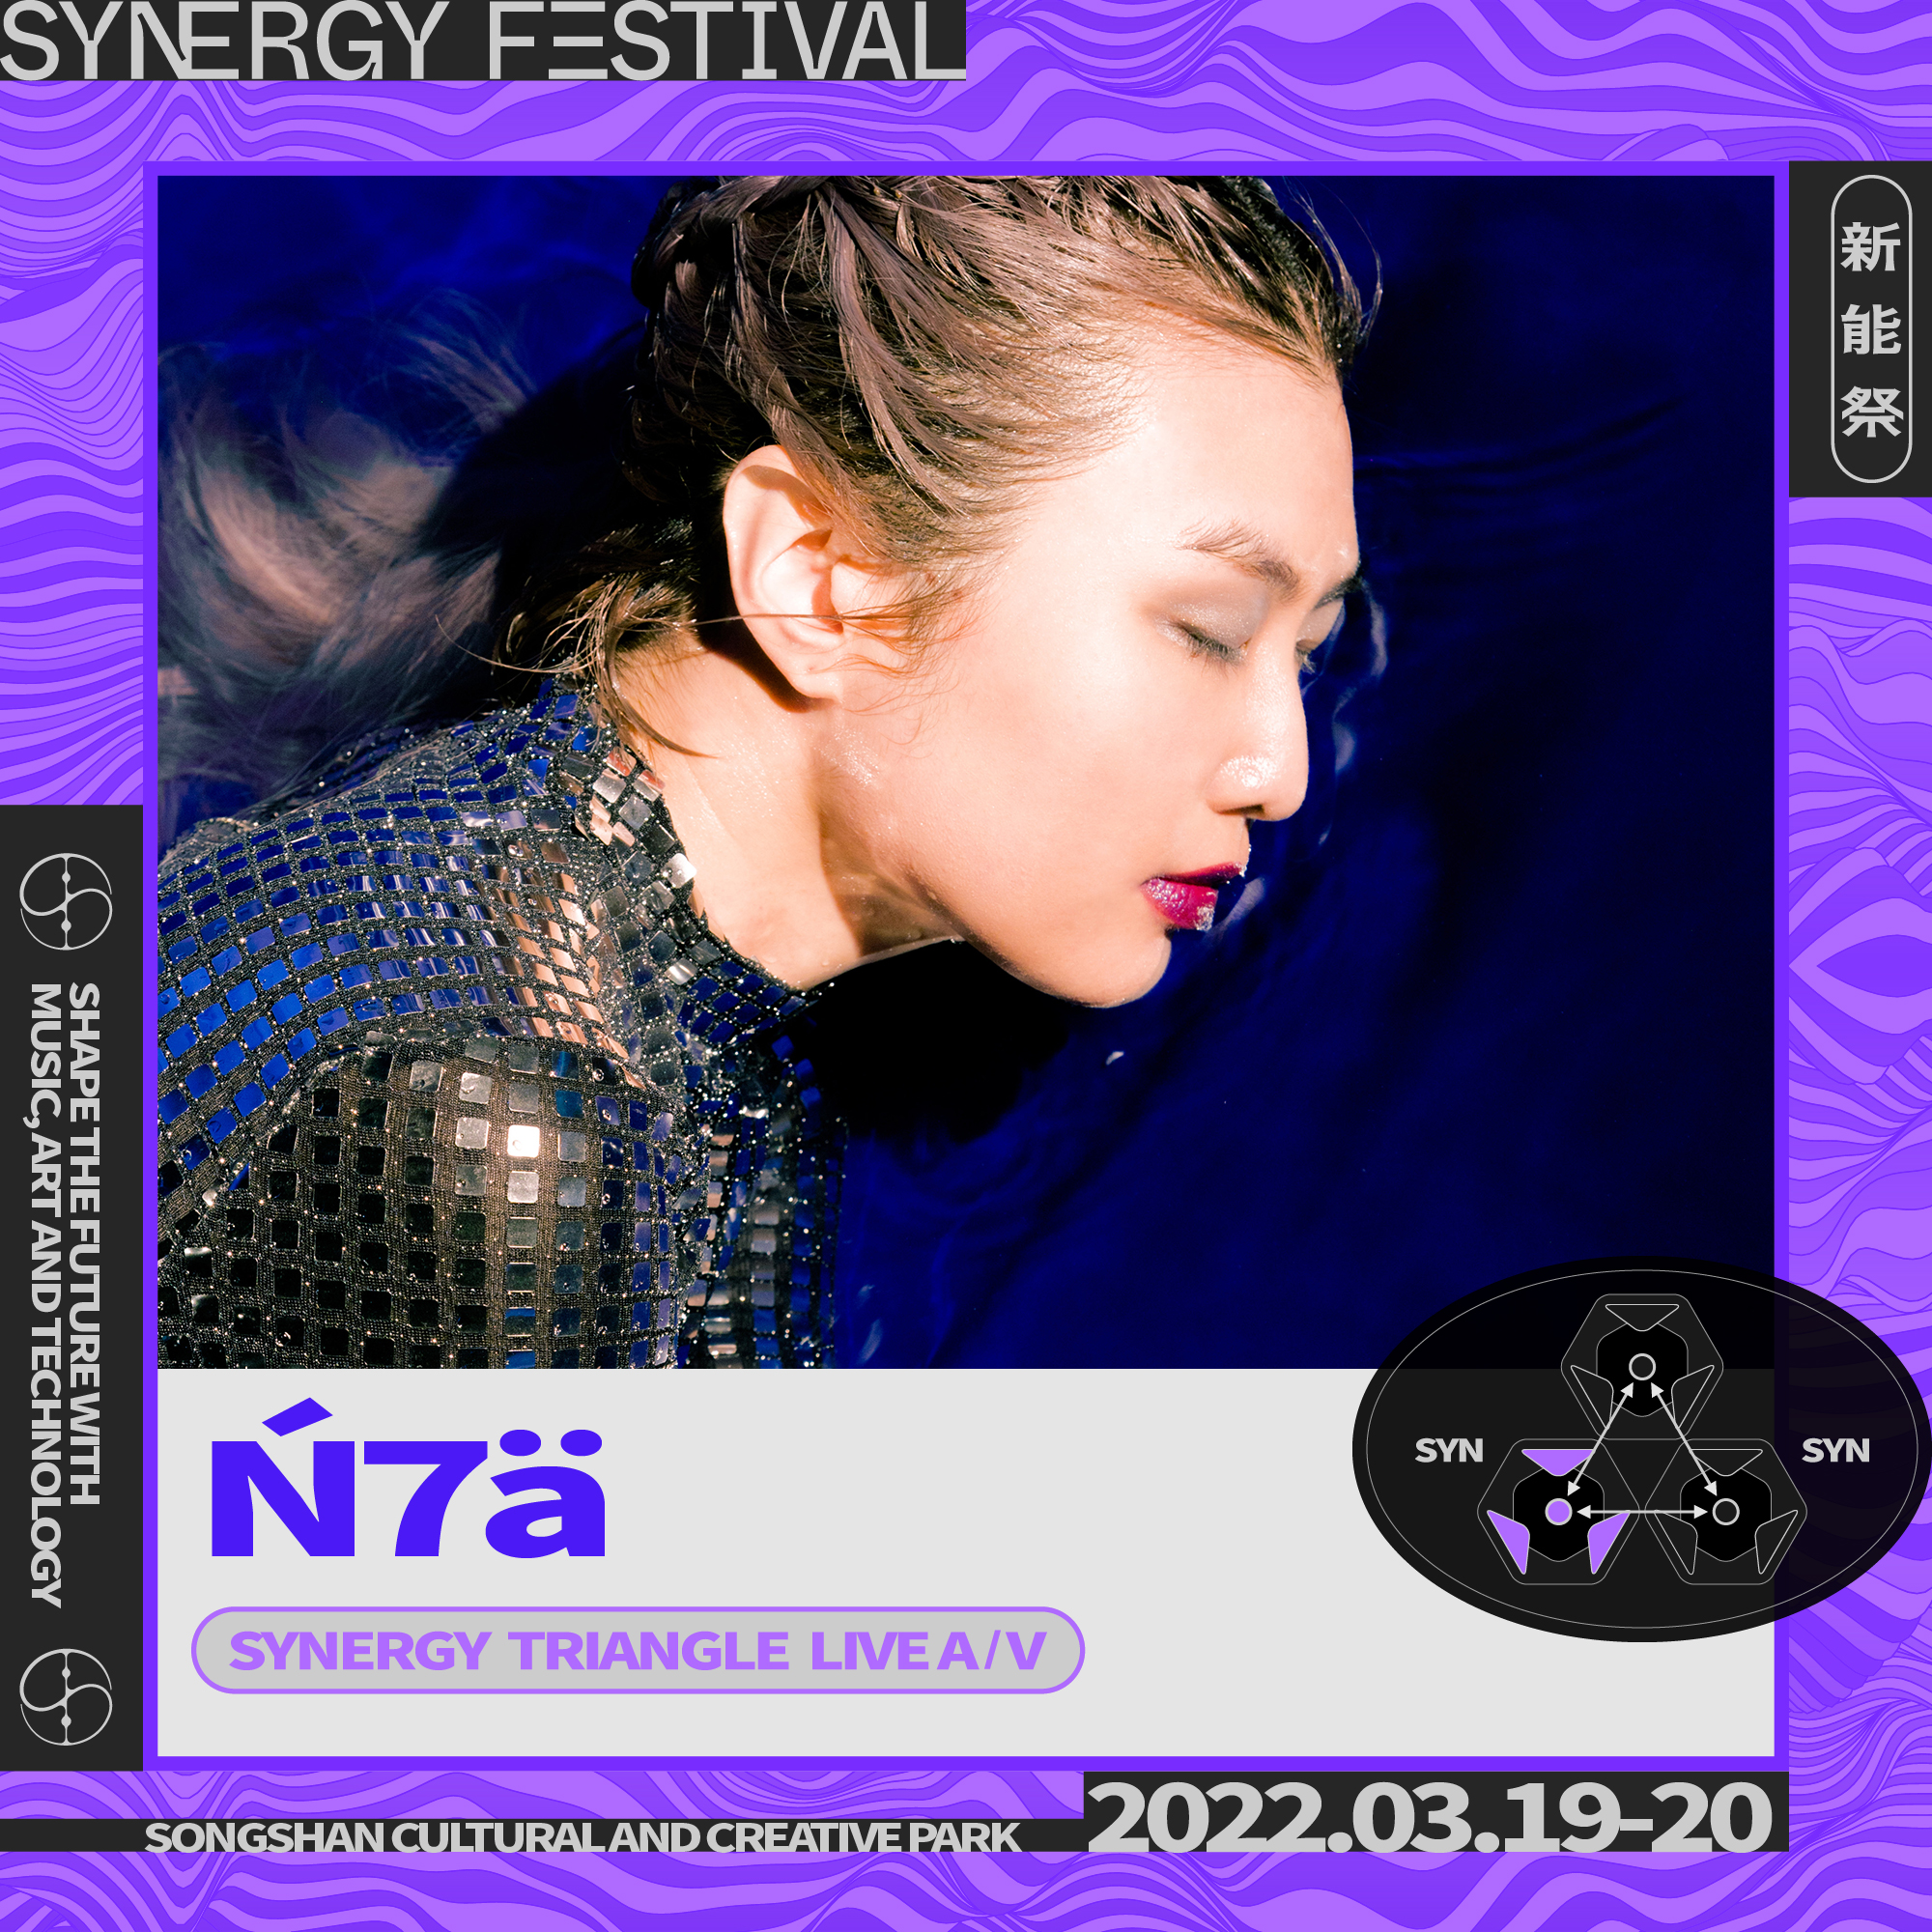 SYNERGY FESTIVAL
新能祭
SHAPE THE FUTURE WITH
MUSIC, ART AND TECHNOLOGY
SYN
SYN
Ń7ä
SYNERGY TRIANGLE LIVE A/V
SONGSHAN CULTURAL AND CREATIVE PARK
2022.03.19-20